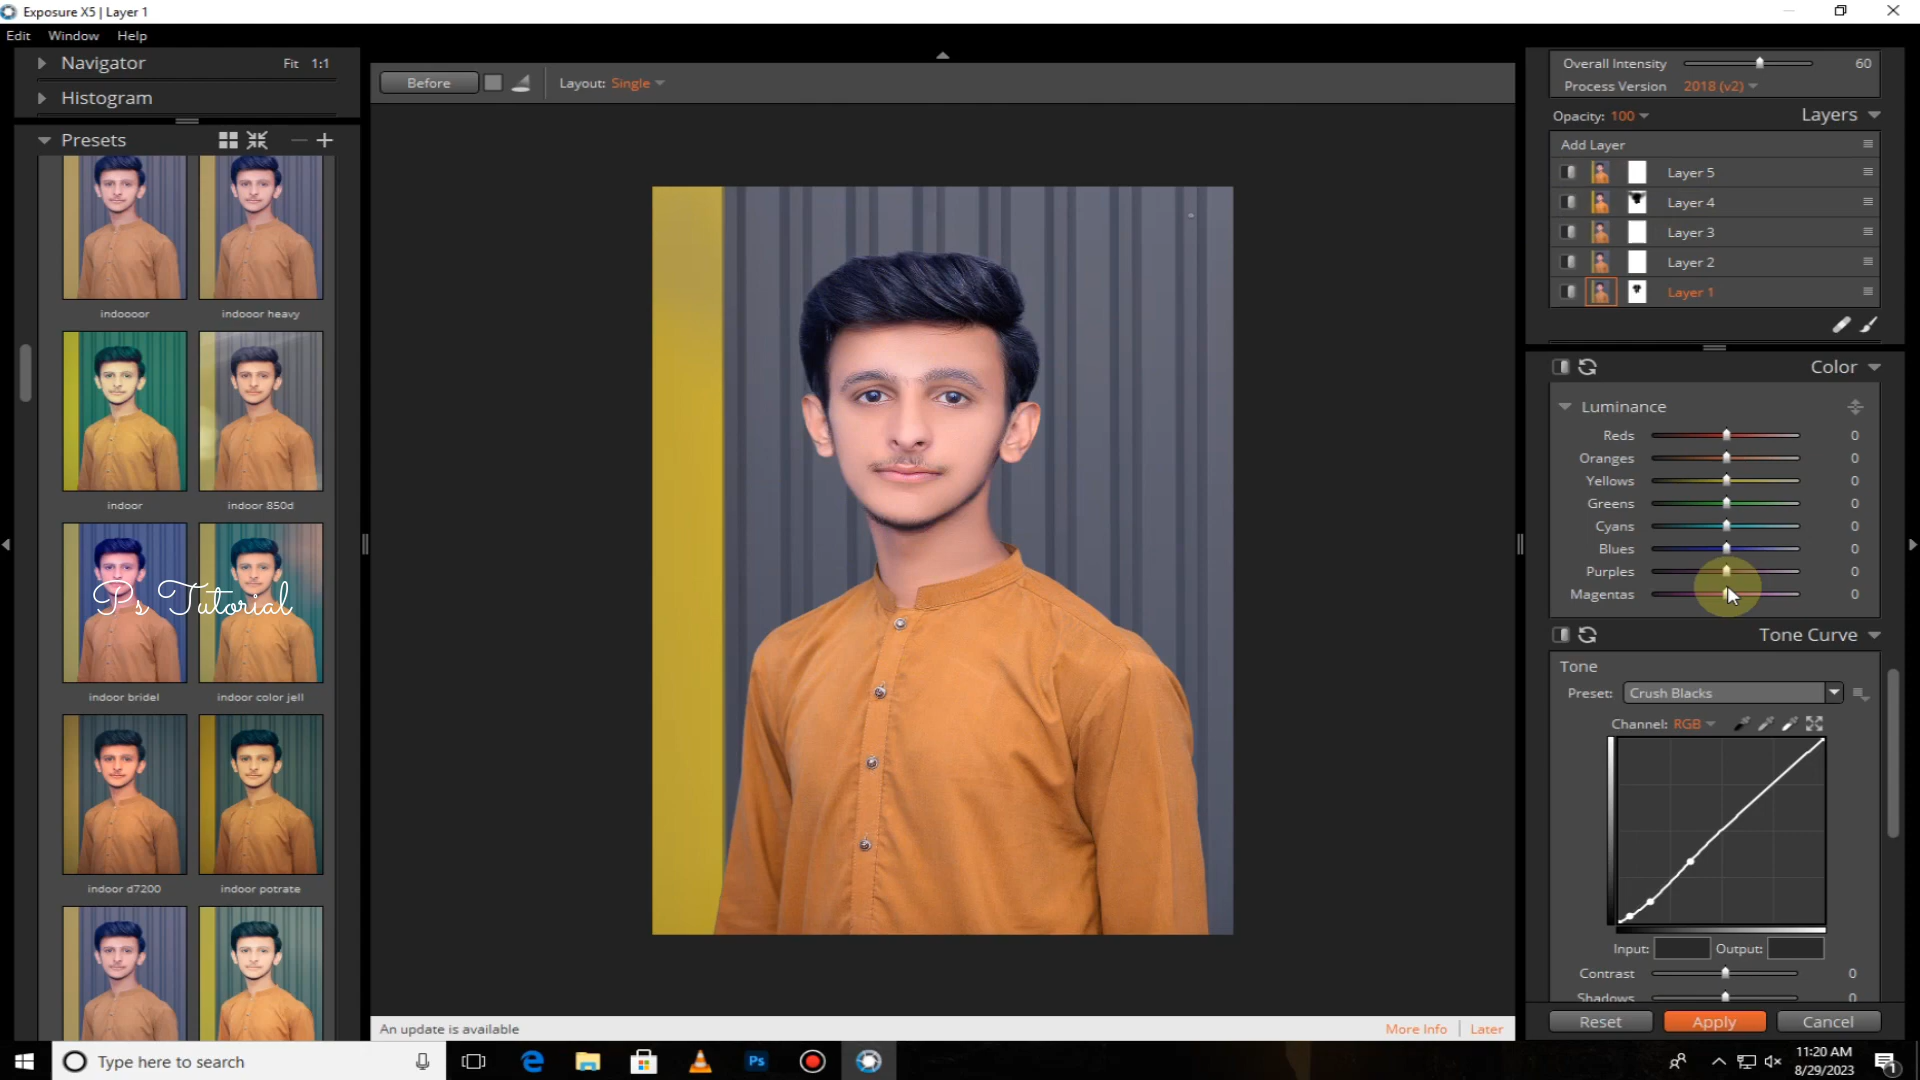 Exposure X5 | Layer 1
Edit Window Help
Navigator Fit 1:1
Histogram
Presets
indoooor indooor heavy
indoor indoor 850d
Ps Tutorial
indoor bridel indoor color jell
indoor d7200 indoor potrate
Before Layout: Single
An update is available More Info Later
Overall Intensity 60
Process Version 2018 (v2)
Opacity: 100 Layers
Add Layer
Layer 5
Layer 4
Layer 3
Layer 2
Layer 1
Color
Luminance
Reds 0
Oranges 0
Yellows 0
Greens 0
Cyans 0
Blues 0
Purples 0
Magentas 0
Tone Curve
Tone
Preset: Crush Blacks
Channel: RGB
Input: Output:
Contrast 0
Shadows 0
Reset Apply Cancel
Type here to search
Ps
11:20 AM
8/29/2023
1